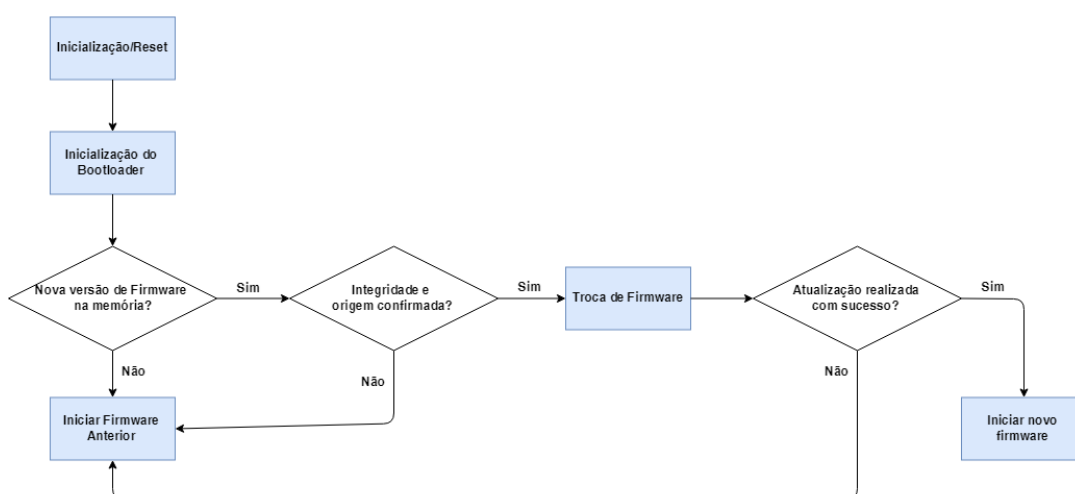 Inicialização/Reset
Inicialização do
Bootloader
Nova versão de Firmware
na memória?
Sim
Integridade e
origem confirmada?
Sim
Troca de Firmware
Atualização realizada
com sucesso?
Sim
Não
Não
Não
Iniciar Firmware
Anterior
Iniciar novo
firmware